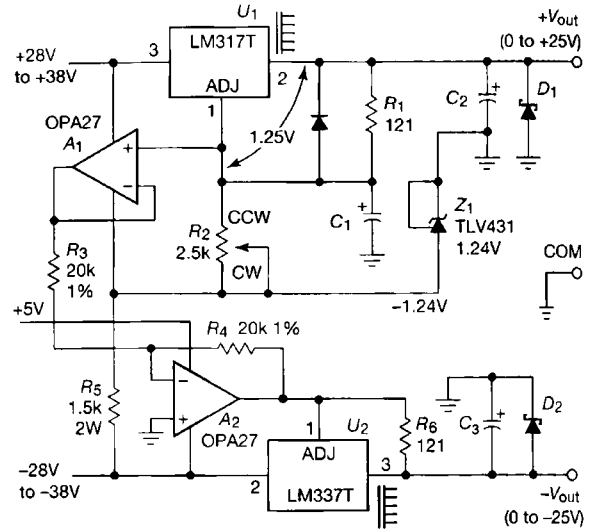 U1
LM317T
ADJ
3
2
1
+28V
to +38V
+Vout
(0 to +25V)
OPA27
A1
+
−
1.25V
R1
121
C2
+
D1
R2
2.5k
CCW
CW
C1
+
Z1
TLV431
1.24V
−1.24V
COM
R3
20k
1%
+5V
R4 20k 1%
R5
1.5k
2W
−
+
A2
OPA27
U2
1
ADJ
LM337T
2
3
R6
121
C3
+
D2
−28V
to −38V
−Vout
(0 to −25V)